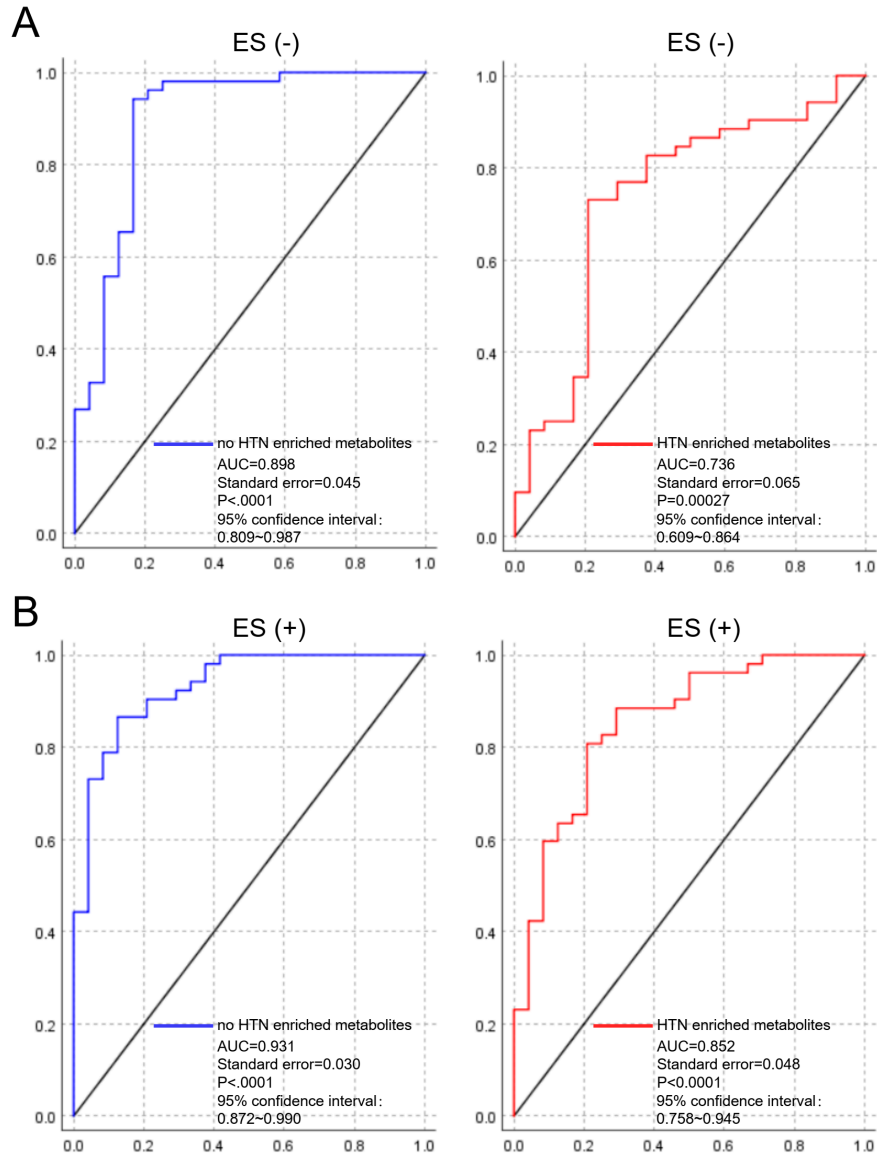 A
ES (-)
1.0
0.8
0.6
0.4
0.2
0.0
0.0 0.2 0.4 0.6 0.8 1.0
no HTN enriched metabolites
AUC=0.898
Standard error=0.045
P<.0001
95% confidence interval:
0.809~0.987
ES (-)
1.0
0.8
0.6
0.4
0.2
0.0
0.0 0.2 0.4 0.6 0.8 1.0
HTN enriched metabolites
AUC=0.736
Standard error=0.065
P=0.00027
95% confidence interval:
0.609~0.864
B
ES (+)
1.0
0.8
0.6
0.4
0.2
0.0
0.0 0.2 0.4 0.6 0.8 1.0
no HTN enriched metabolites
AUC=0.931
Standard error=0.030
P<.0001
95% confidence interval:
0.872~0.990
ES (+)
1.0
0.8
0.6
0.4
0.2
0.0
0.0 0.2 0.4 0.6 0.8 1.0
HTN enriched metabolites
AUC=0.852
Standard error=0.048
P<0.0001
95% confidence interval:
0.758~0.945